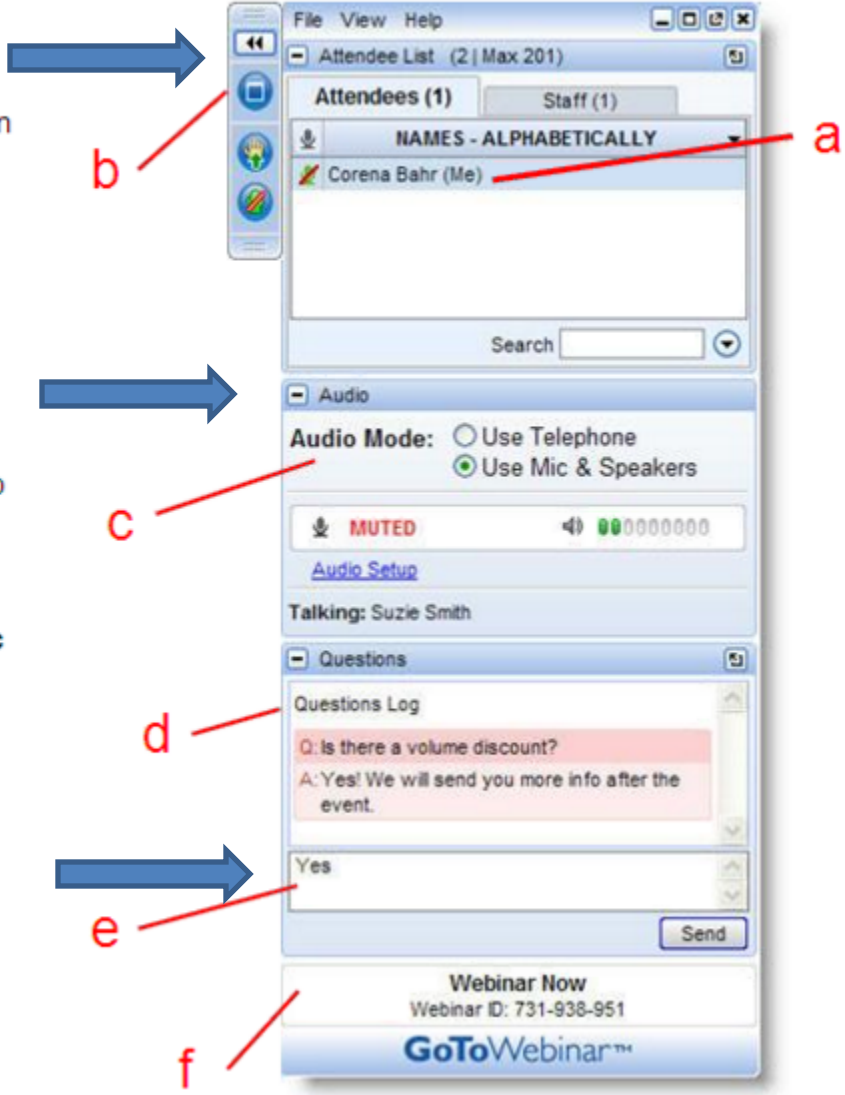 File View Help
Attendee List (2 | Max 201)
Attendees (1) Staff (1)
NAMES - ALPHABETICALLY
a
b
n
Corena Bahr (Me)
Search
Audio
Audio Mode: Use Telephone
Use Mic & Speakers
c
MUTED
Audio Setup
Talking: Suzie Smith
Questions
d
Questions Log
Q: Is there a volume discount?
A: Yes! We will send you more info after the
event.
Yes
e
Send
f
Webinar Now
Webinar ID: 731-938-951
GoToWebinar™